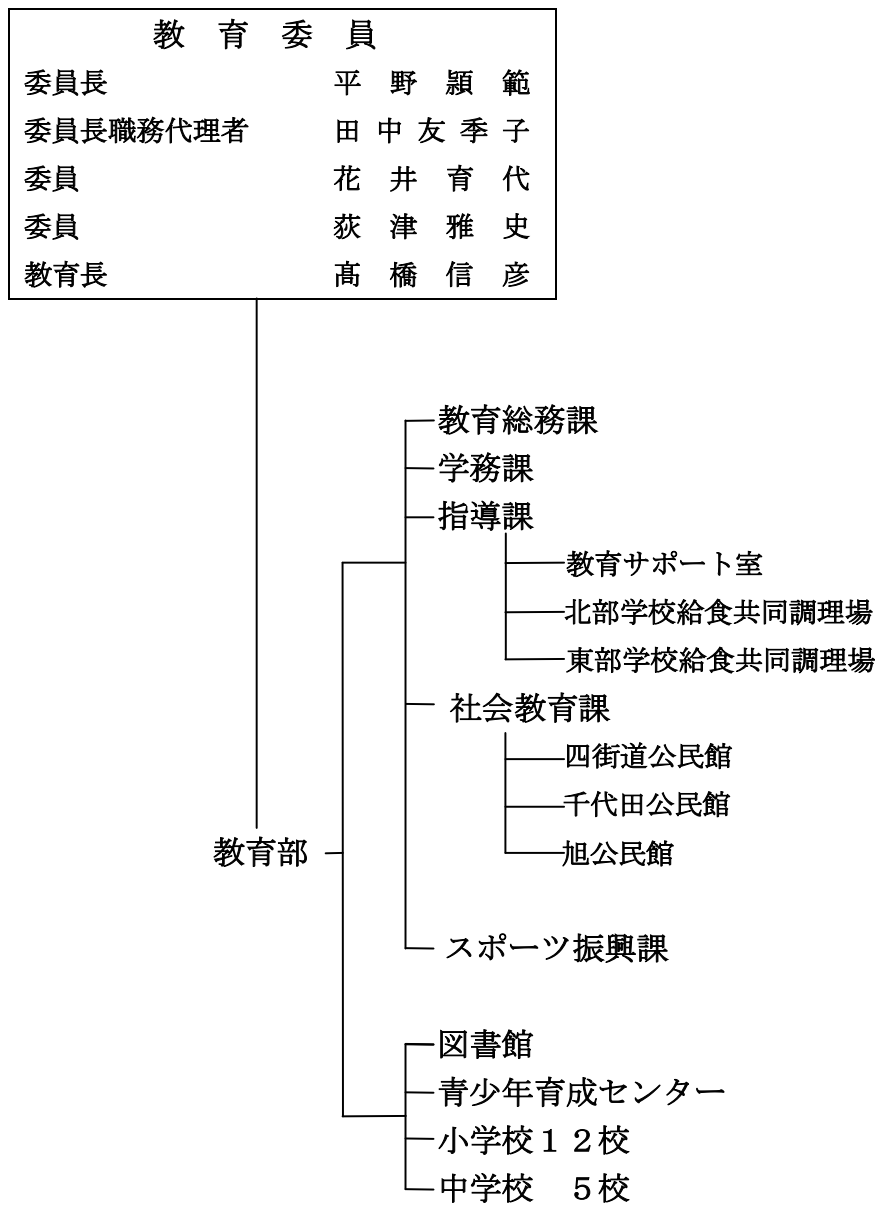 教　育　委　員
委員長　平　野　頴　範
委員長職務代理者　田中友季子
委員　花　井　育　代
委員　荻　津　雅　史
教育長　髙　橋　信　彦
教育総務課
学務課
指導課
教育サポート室
北部学校給食共同調理場
東部学校給食共同調理場
社会教育課
四街道公民館
千代田公民館
旭公民館
教育部
スポーツ振興課
図書館
青少年育成センター
小学校１２校
中学校　５校